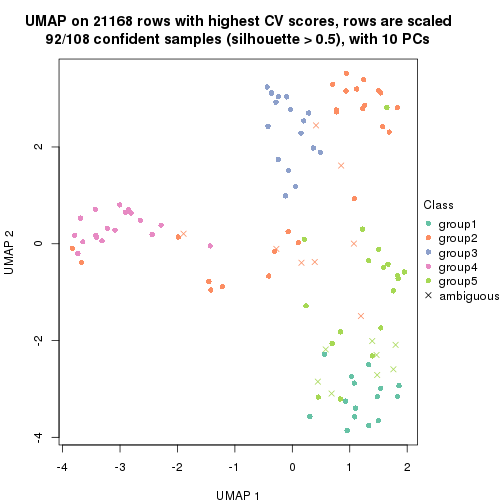 UMAP on 21168 rows with highest CV scores, rows are scaled
92/108 confident samples (silhouette > 0.5), with 10 PCs
UMAP 2
2
0
-2
-4
-4
-3
-2
-1
0
1
2
UMAP 1
Class
group1
group2
group3
group4
group5
ambiguous